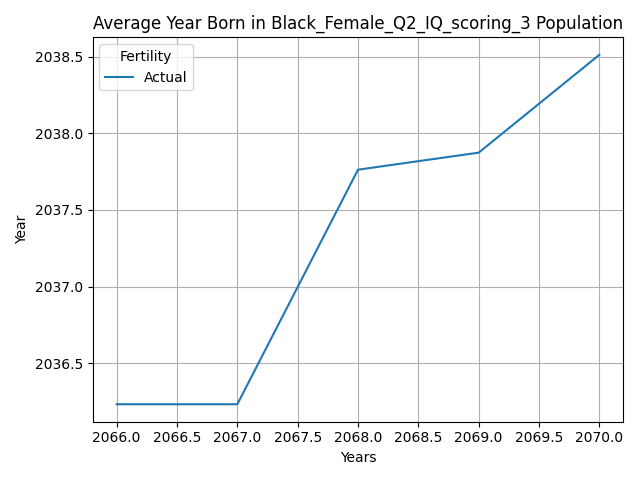 Average Year Born in Black_Female_Q2_IQ_scoring_3 Population
Fertility
Actual
2038.5
2038.0
2037.5
2037.0
2036.5
Year
2066.0 2066.5 2067.0 2067.5 2068.0 2068.5 2069.0 2069.5 2070.0
Years